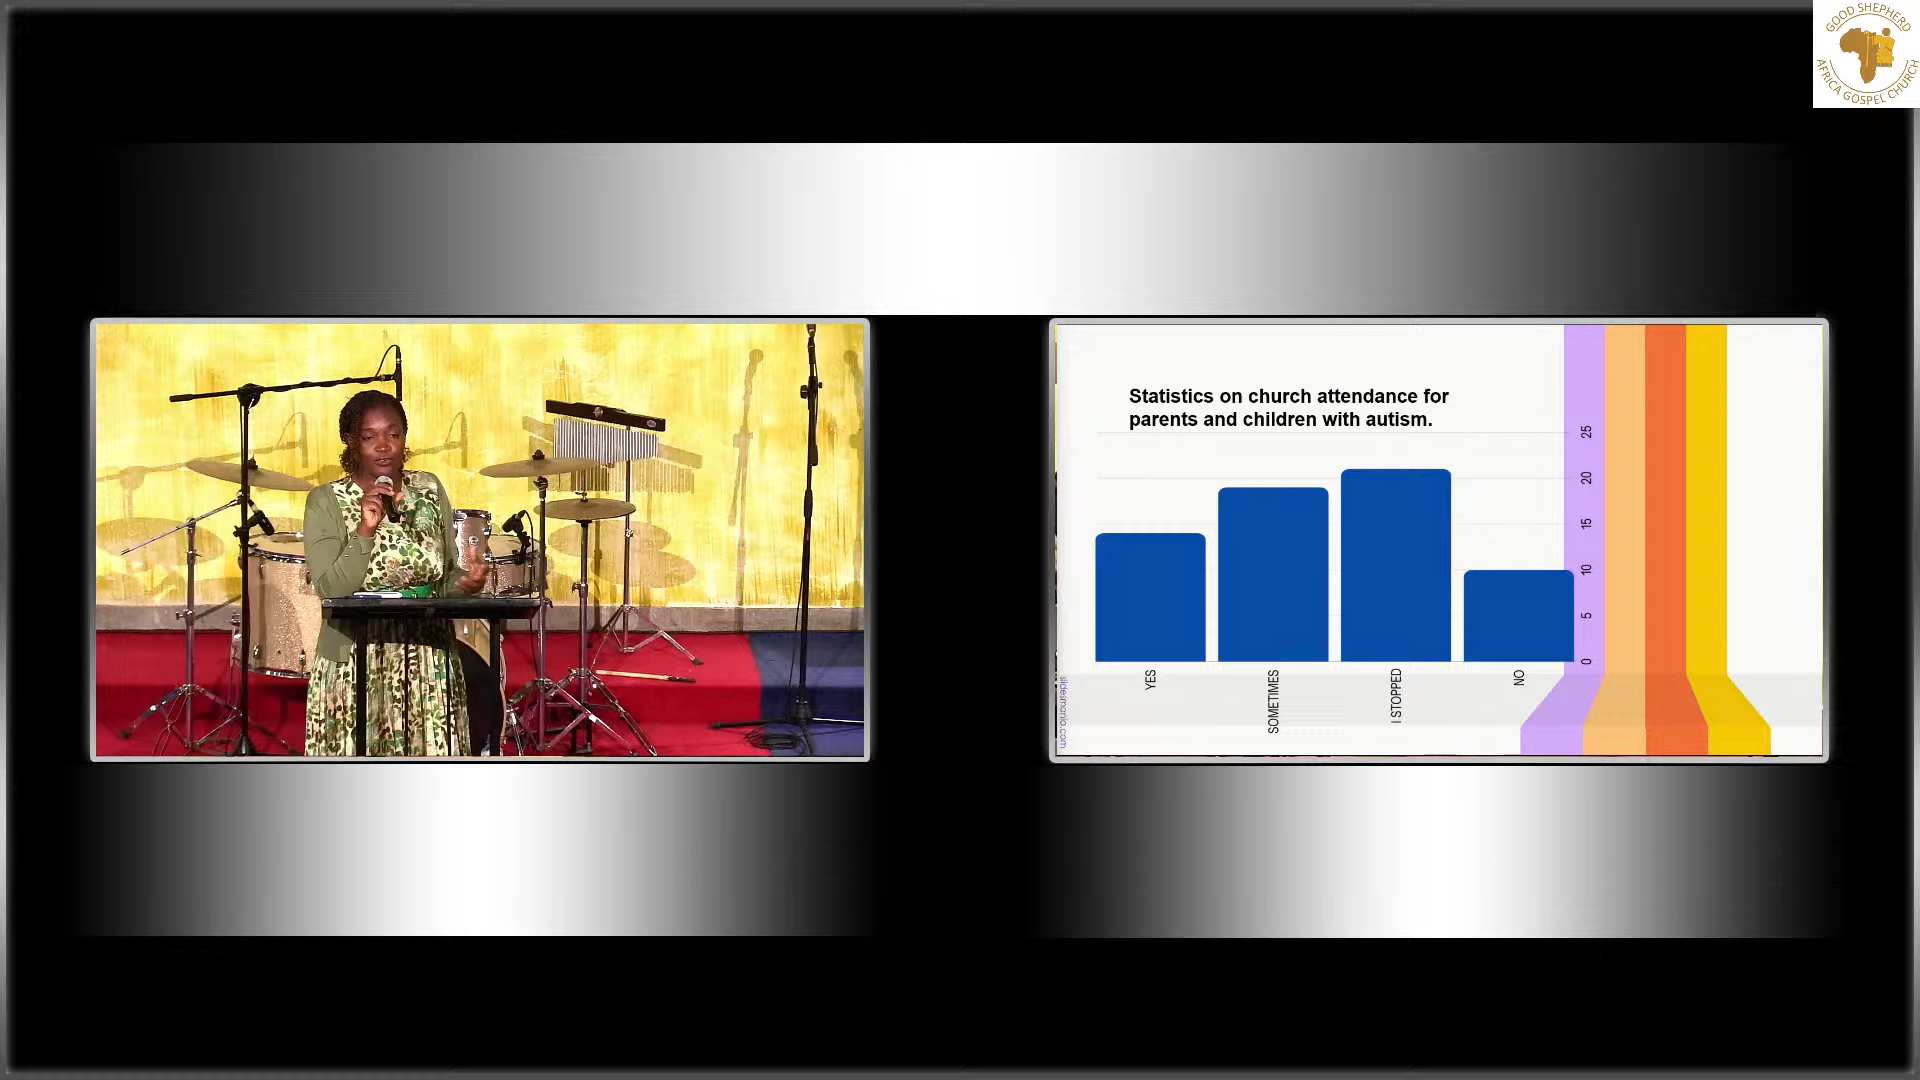 GOOD SHEPHERD
AFRICA GOSPEL CHURCH
Statistics on church attendance for
parents and children with autism.
25
20
15
10
5
0
YES
SOMETIMES
I STOPPED
NO
slidesmania.com